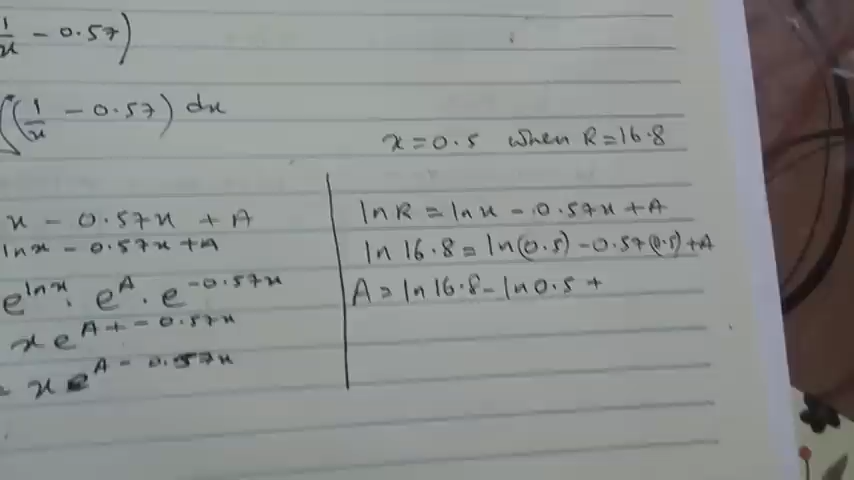 1/x - 0.57)
∫(1/x - 0.57) dx
x = 0.5 when R = 16.8
x - 0.57x + A
ln x - 0.57x + A
e^{ln x} · e^A · e^{-0.57x}
x e^{A + - 0.57x}
= x e^{A - 0.57x}
ln R = ln x - 0.57x + A
ln 16.8 = ln(0.5) - 0.57(0.5) + A
A = ln 16.8 - ln 0.5 +